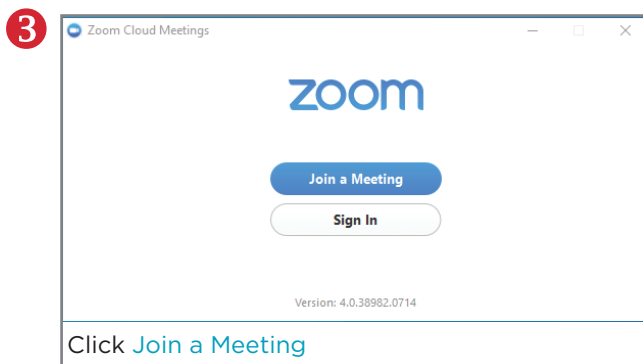 3
Zoom Cloud Meetings
zoom
Join a Meeting
Sign In
Version: 4.0.38982.0714
Click Join a Meeting